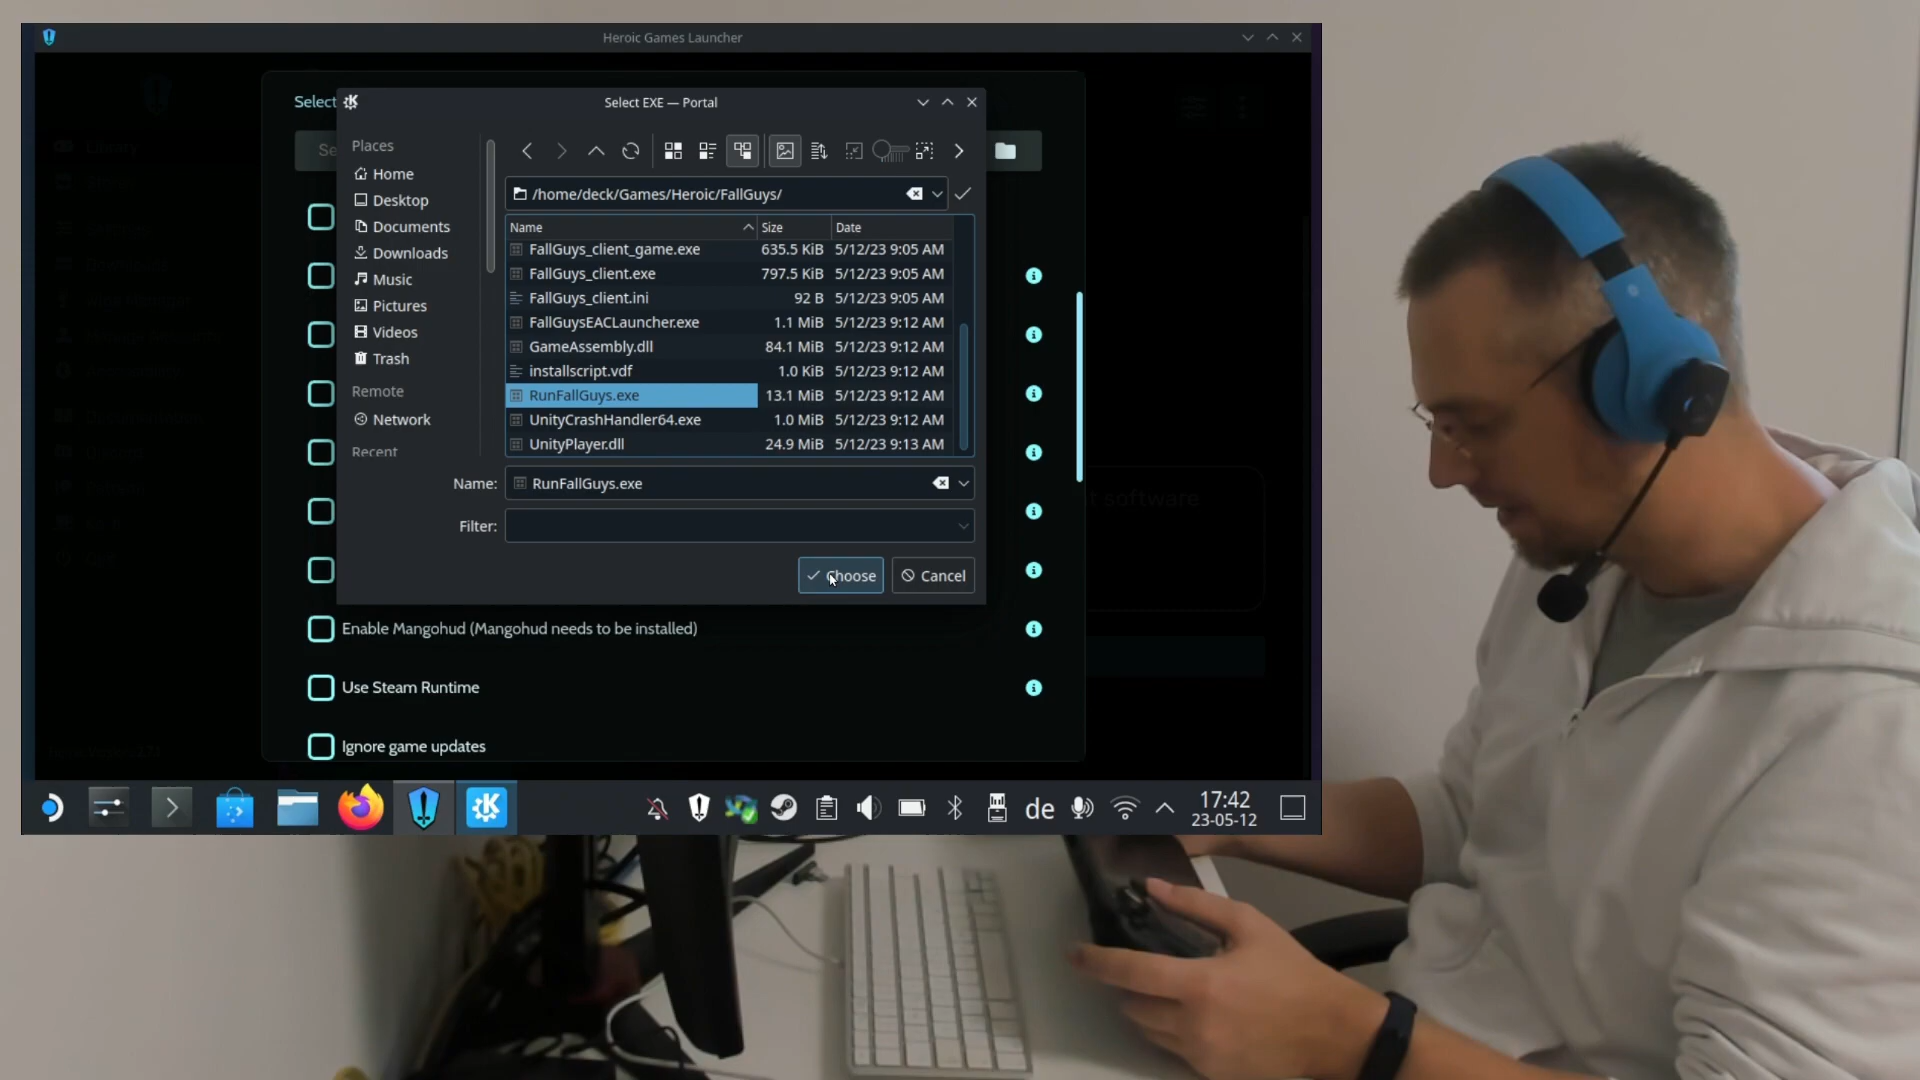 Heroic Games Launcher
Select
Select EXE — Portal
Se
Places
Home
Desktop
Documents
Downloads
Music
Pictures
Videos
Trash
Remote
Network
Recent
/home/deck/Games/Heroic/FallGuys/
Name Size Date
FallGuys_client_game.exe 635.5 KiB 5/12/23 9:05 AM
FallGuys_client.exe 797.5 KiB 5/12/23 9:05 AM
FallGuys_client.ini 92 B 5/12/23 9:05 AM
FallGuysEACLauncher.exe 1.1 MiB 5/12/23 9:12 AM
GameAssembly.dll 84.1 MiB 5/12/23 9:12 AM
installscript.vdf 1.0 KiB 5/12/23 9:12 AM
RunFallGuys.exe 13.1 MiB 5/12/23 9:12 AM
UnityCrashHandler64.exe 1.0 MiB 5/12/23 9:12 AM
UnityPlayer.dll 24.9 MiB 5/12/23 9:13 AM
Name: RunFallGuys.exe
Filter:
Choose Cancel
t software
Enable Mangohud (Mangohud needs to be installed)
Use Steam Runtime
Ignore game updates
de
17:42
23-05-12